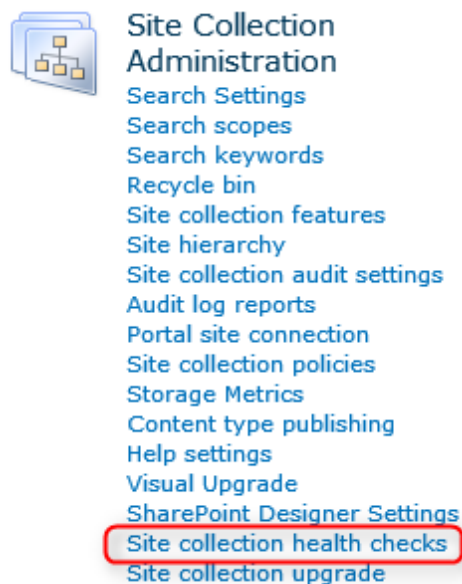 Site Collection
Administration
Search Settings
Search scopes
Search keywords
Recycle bin
Site collection features
Site hierarchy
Site collection audit settings
Audit log reports
Portal site connection
Site collection policies
Storage Metrics
Content type publishing
Help settings
Visual Upgrade
SharePoint Designer Settings
Site collection health checks
Site collection upgrade